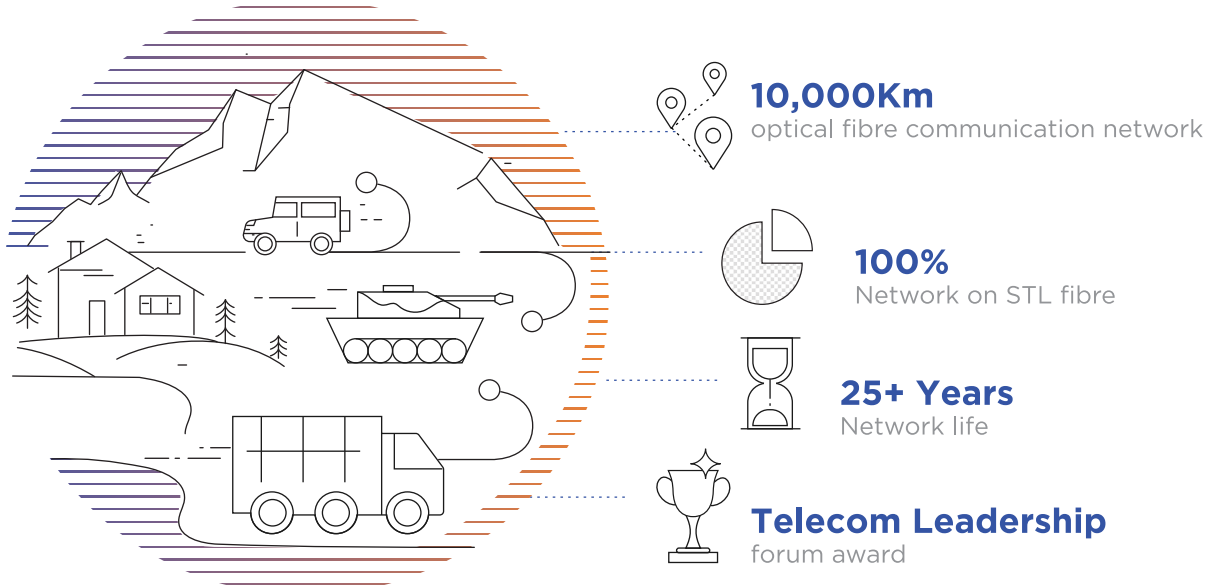 10,000Km
optical fibre communication network
100%
Network on STL fibre
25+ Years
Network life
Telecom Leadership
forum award